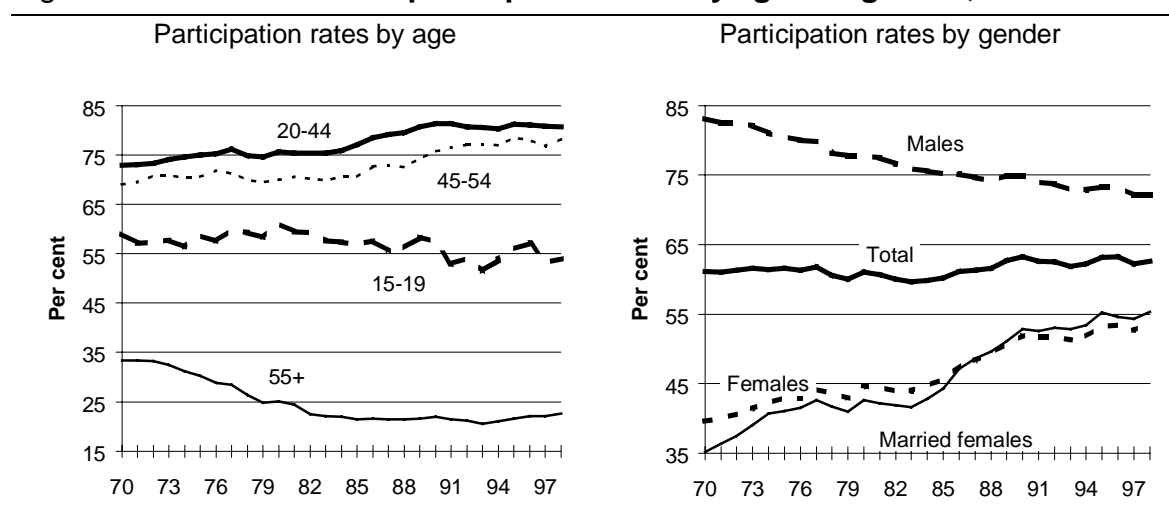 Participation rates by age
Participation rates by gender
Per cent
85
75
65
55
45
35
25
15
20-44
45-54
15-19
55+
70 73 76 79 82 85 88 91 94 97
Per cent
85
75
65
55
45
35
Males
Total
Females
Married females
70 73 76 79 82 85 88 91 94 97